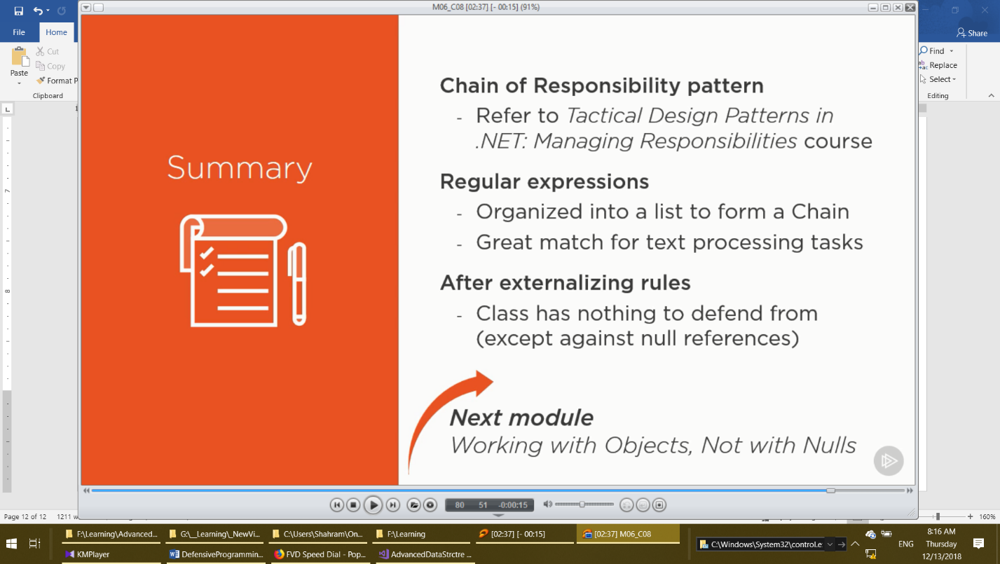 M06_C08 [02:37] [- 00:15] (91%)
File
Home
Share
Paste
Cut
Copy
Format P
Clipboard
Find
Replace
Select
Editing
Summary
Chain of Responsibility pattern
- Refer to Tactical Design Patterns in
.NET: Managing Responsibilities course
Regular expressions
- Organized into a list to form a Chain
- Great match for text processing tasks
After externalizing rules
- Class has nothing to defend from
(except against null references)
Next module
Working with Objects, Not with Nulls
7
8
80 51 -0:00:15
Page 12 of 12 1211 w
160%
F:\Learning\Advanced...
G:\__Learning\_NewVi...
C:\Users\Shahram\On...
F:\Learning
[02:37] [- 00:15]
[02:37] M06_C08
KMPlayer
DefensiveProgrammin...
FVD Speed Dial - Pop...
AdvancedDataStrctre ...
C:\Windows\System32\control.e
ENG
8:16 AM
Thursday
12/13/2018